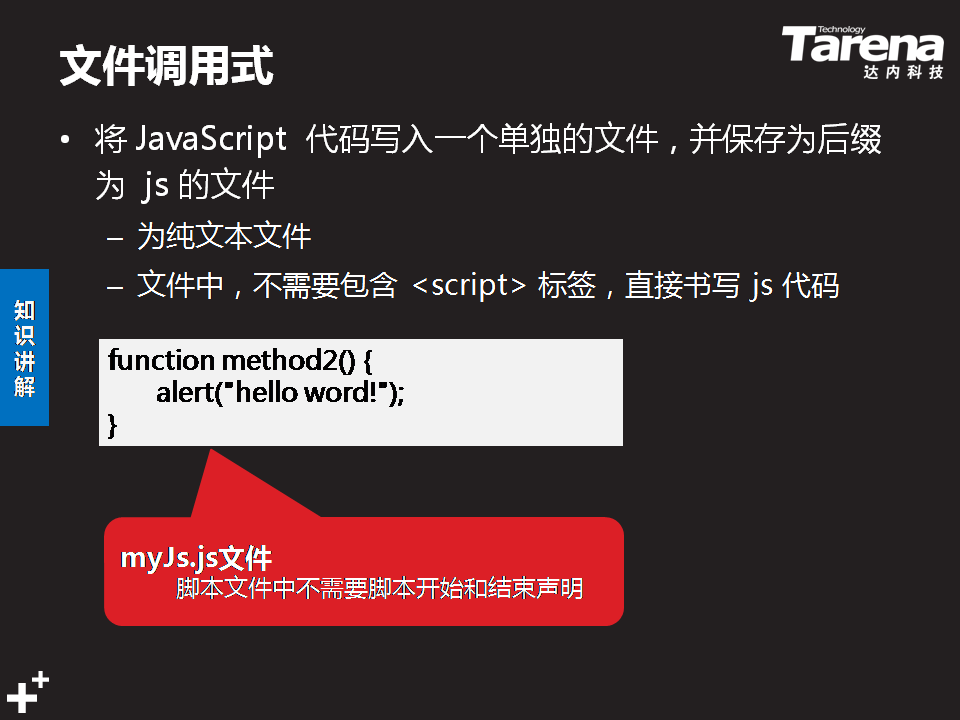 文件调用式
Technology
Tarena
达内科技
• 将 JavaScript 代码写入一个单独的文件，并保存为后缀
为 js 的文件
– 为纯文本文件
– 文件中，不需要包含 <script> 标签，直接书写 js 代码
知识讲解
function method2() {
alert("hello word!");
}
myJs.js文件
脚本文件中不需要脚本开始和结束声明